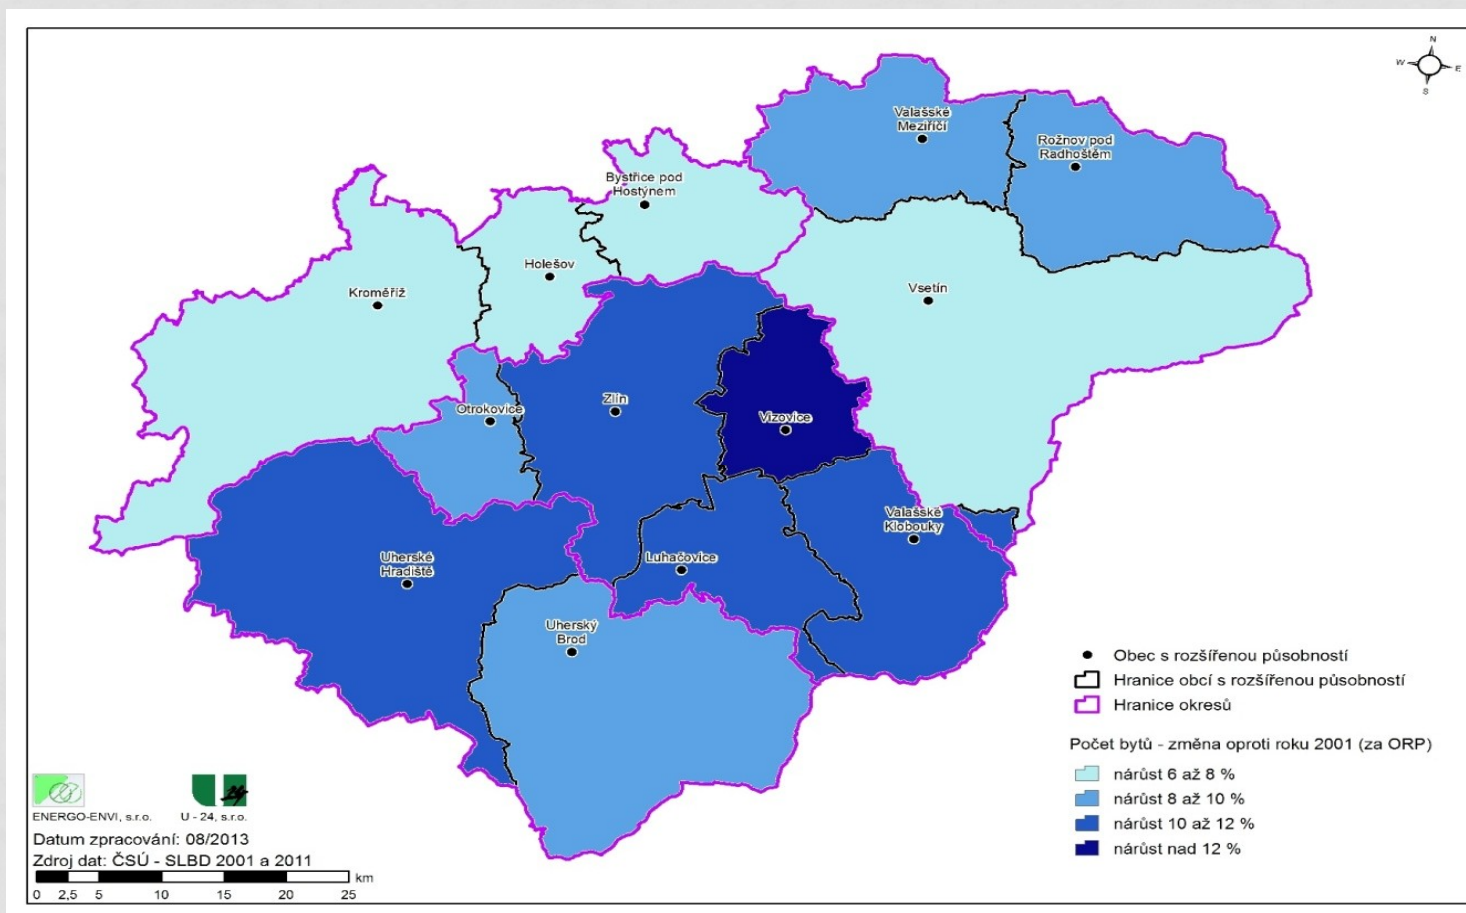 N
W
E
S
Valašské
Meziříčí
Rožnov pod
Radhoštěm
Bystřice pod
Hostýnem
Holešov
Kroměříž
Vsetín
Otrokovice
Zlín
Vizovice
Valašské
Klobouky
Uherské
Hradiště
Luhačovice
Uherský
Brod
Obec s rozšířenou působností
Hranice obcí s rozšířenou působností
Hranice okresů
Počet bytů - změna oproti roku 2001 (za ORP)
nárůst 6 až 8 %
nárůst 8 až 10 %
nárůst 10 až 12 %
nárůst nad 12 %
ENERGO-ENVI, s.r.o.
U - 24, s.r.o.
Datum zpracování: 08/2013
Zdroj dat: ČSÚ - SLBD 2001 a 2011
km
0 2,5 5 10 15 20 25